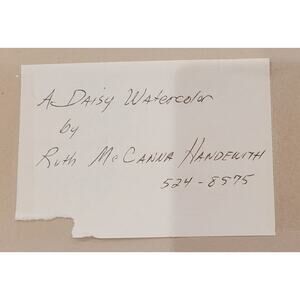 A Daisy Watercolor
by
Ruth McCanna Handewith
524-8575